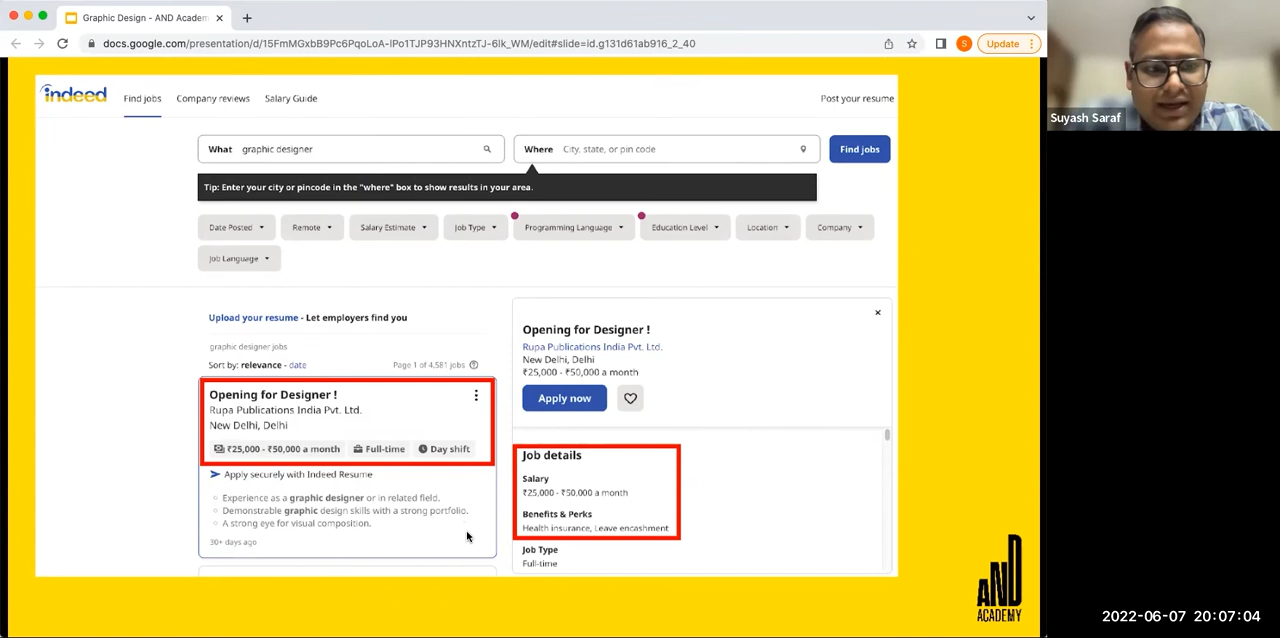 Graphic Design - AND Academ
docs.google.com/presentation/d/15FmMGxbB9Pc6PqoLoA-lPo1TJP93HNXntzTJ-6lk_WM/edit#slide=id.g131d61ab916_2_40
S
Update
indeed
Find jobs
Company reviews
Salary Guide
Post your resume
What graphic designer
Where City, state, or pin code
Find jobs
Tip: Enter your city or pincode in the "where" box to show results in your area.
Date Posted
Remote
Salary Estimate
Job Type
Programming Language
Education Level
Location
Company
Job Language
Upload your resume - Let employers find you
graphic designer jobs
Sort by: relevance - date
Page 1 of 4,581 jobs
Opening for Designer !
Rupa Publications India Pvt. Ltd.
New Delhi, Delhi
₹25,000 - ₹50,000 a month
Full-time
Day shift
Apply securely with Indeed Resume
Experience as a graphic designer or in related field.
Demonstrable graphic design skills with a strong portfolio.
A strong eye for visual composition.
30+ days ago
Opening for Designer !
Rupa Publications India Pvt. Ltd.
New Delhi, Delhi
₹25,000 - ₹50,000 a month
Apply now
Job details
Salary
₹25,000 - ₹50,000 a month
Benefits & Perks
Health insurance, Leave encashment
Job Type
Full-time
AND
ACADEMY
Suyash Saraf
2022-06-07 20:07:04